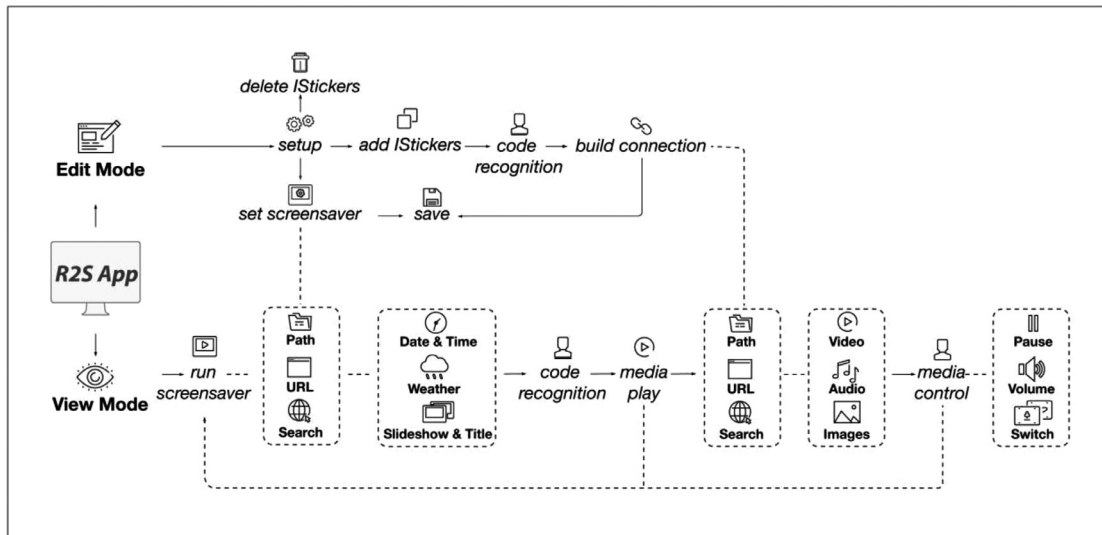 delete IStickers
setup
add IStickers
code
recognition
build connection
Edit Mode
set screensaver
save
R2S App
View Mode
run
screensaver
Path
URL
Search
Date & Time
Weather
Slideshow & Title
code
recognition
media
play
Path
URL
Search
Video
Audio
Images
media
control
Pause
Volume
Switch